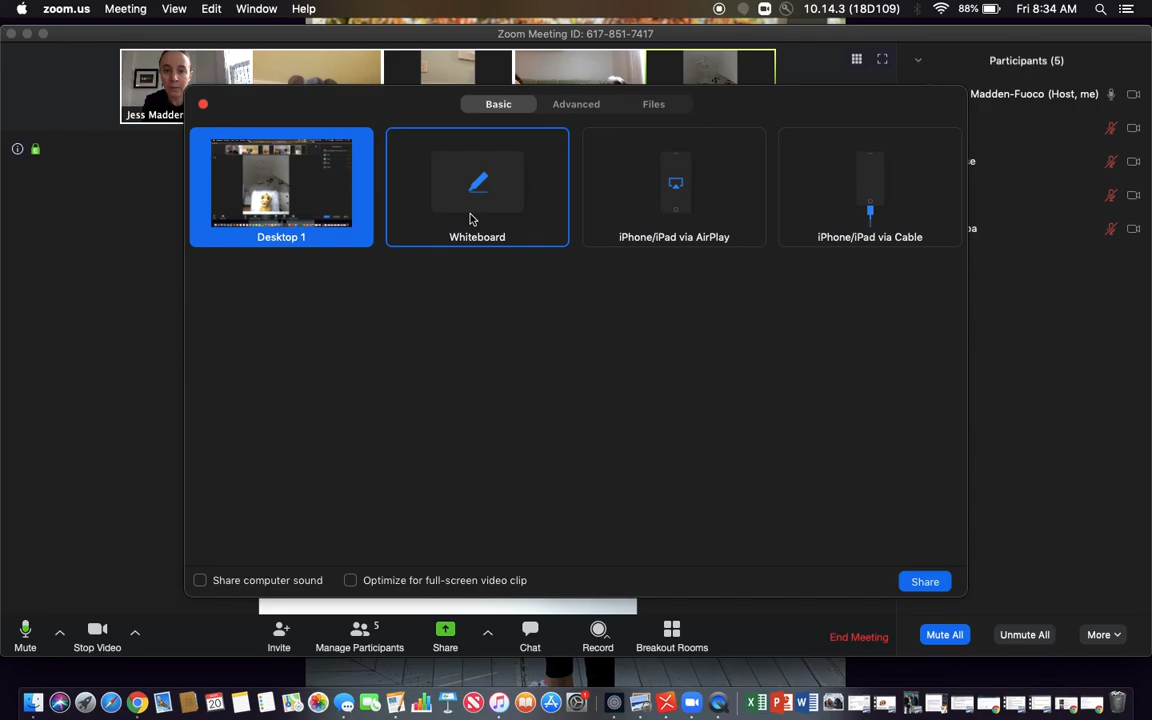 zoom.us Meeting View Edit Window Help 10.14.3 (18D109) 88% Fri 8:34 AM
Zoom Meeting ID: 617-851-7417
Participants (5)
Jess Madden
Madden-Fuoco (Host, me)
Basic Advanced Files
Desktop 1 Whiteboard iPhone/iPad via AirPlay iPhone/iPad via Cable
Share computer sound Optimize for full-screen video clip Share
Mute Stop Video Invite Manage Participants 5 Share Chat Record Breakout Rooms End Meeting Mute All Unmute All More
20